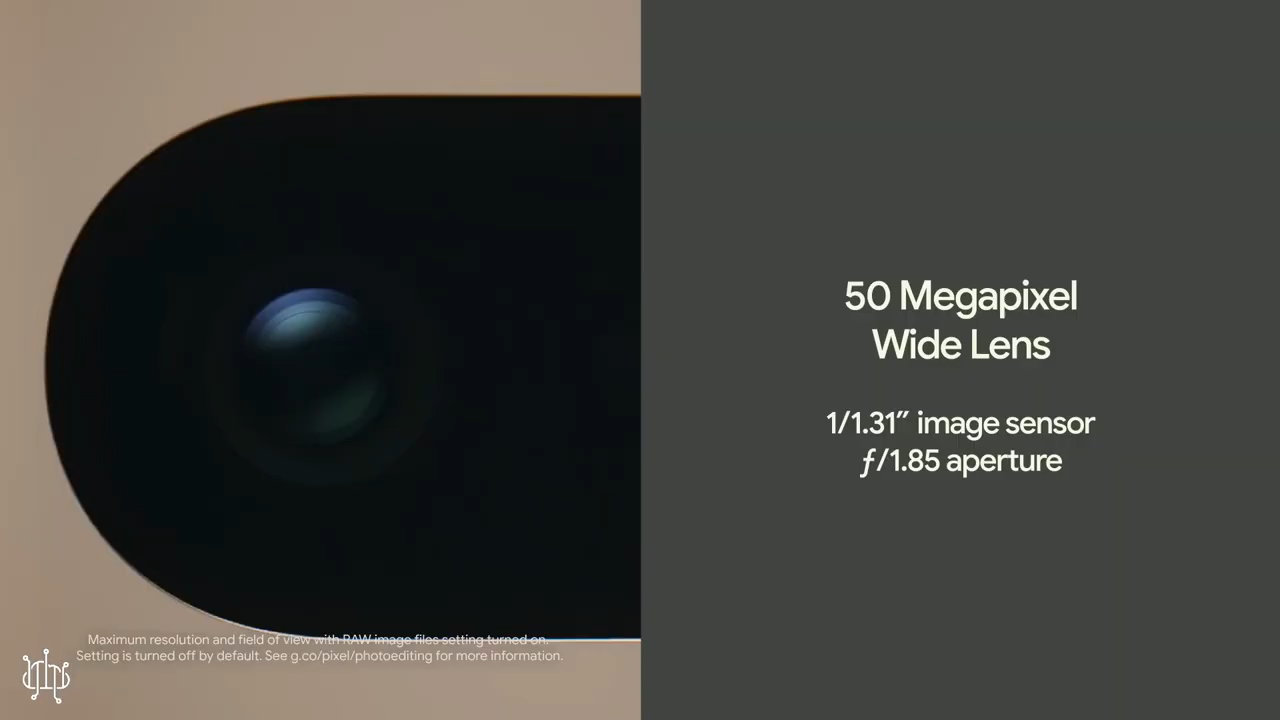 50 Megapixel
Wide Lens
1/1.31″ image sensor
ƒ/1.85 aperture
Maximum resolution and field of view with RAW image files setting turned on.
Setting is turned off by default. See g.co/pixel/photoediting for more information.